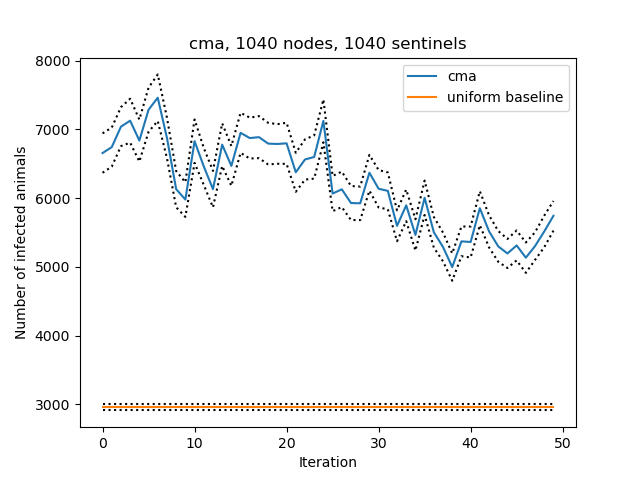 cma, 1040 nodes, 1040 sentinels
cma
uniform baseline
Number of infected animals
8000
7000
6000
5000
4000
3000
0
10
20
30
40
50
Iteration